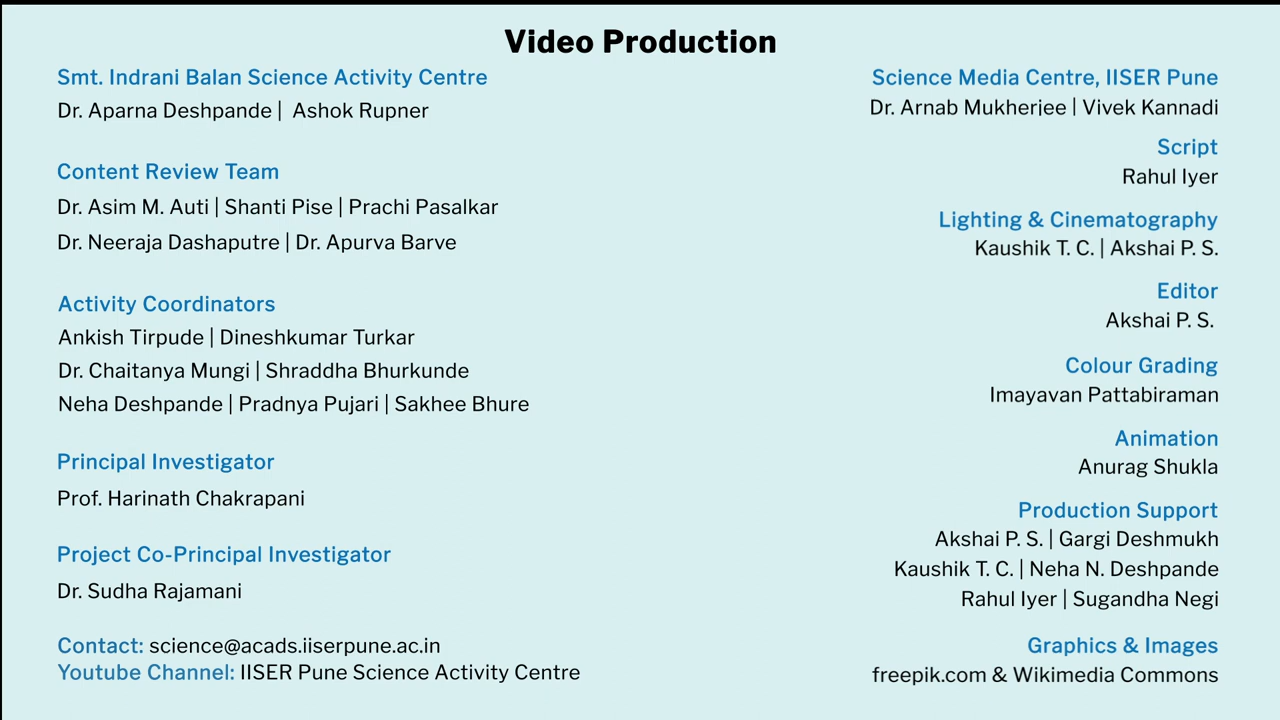 Video Production
Smt. Indrani Balan Science Activity Centre
Dr. Aparna Deshpande | Ashok Rupner
Content Review Team
Dr. Asim M. Auti | Shanti Pise | Prachi Pasalkar
Dr. Neeraja Dashaputre | Dr. Apurva Barve
Activity Coordinators
Ankish Tirpude | Dineshkumar Turkar
Dr. Chaitanya Mungi | Shraddha Bhurkunde
Neha Deshpande | Pradnya Pujari | Sakhee Bhure
Principal Investigator
Prof. Harinath Chakrapani
Project Co-Principal Investigator
Dr. Sudha Rajamani
Contact: science@acads.iiserpune.ac.in
Youtube Channel: IISER Pune Science Activity Centre
Science Media Centre, IISER Pune
Dr. Arnab Mukherjee | Vivek Kannadi
Script
Rahul Iyer
Lighting & Cinematography
Kaushik T. C. | Akshai P. S.
Editor
Akshai P. S.
Colour Grading
Imayavan Pattabiraman
Animation
Anurag Shukla
Production Support
Akshai P. S. | Gargi Deshmukh
Kaushik T. C. | Neha N. Deshpande
Rahul Iyer | Sugandha Negi
Graphics & Images
freepik.com & Wikimedia Commons